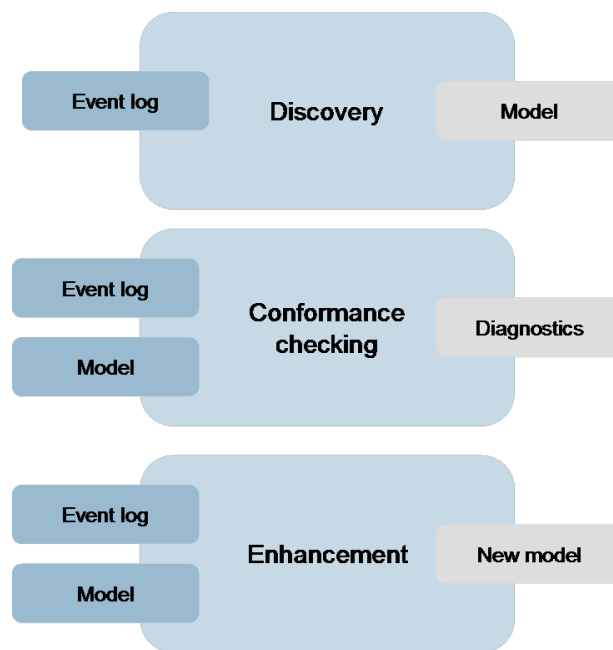 Event log
Discovery
Model
Event log
Model
Conformance
checking
Diagnostics
Event log
Model
Enhancement
New model